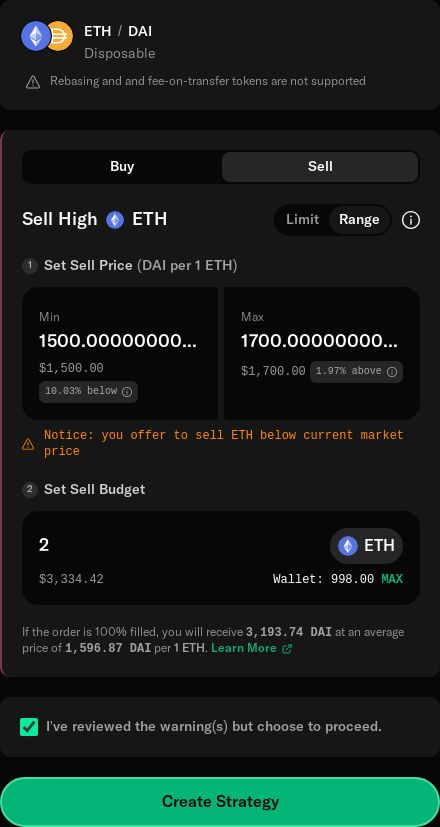 ETH / DAI
Disposable
Rebasing and and fee-on-transfer tokens are not supported
Buy
Sell
Sell High ETH
Limit
Range
1 Set Sell Price (DAI per 1 ETH)
Min
1500.00000000...
$1,500.00
10.03% below
Max
1700.00000000...
$1,700.00
1.97% above
Notice: you offer to sell ETH below current market
price
2 Set Sell Budget
2
ETH
$3,334.42
Wallet: 998.00 MAX
If the order is 100% filled, you will receive 3,193.74 DAI at an average
price of 1,596.87 DAI per 1 ETH. Learn More
I've reviewed the warning(s) but choose to proceed.
Create Strategy